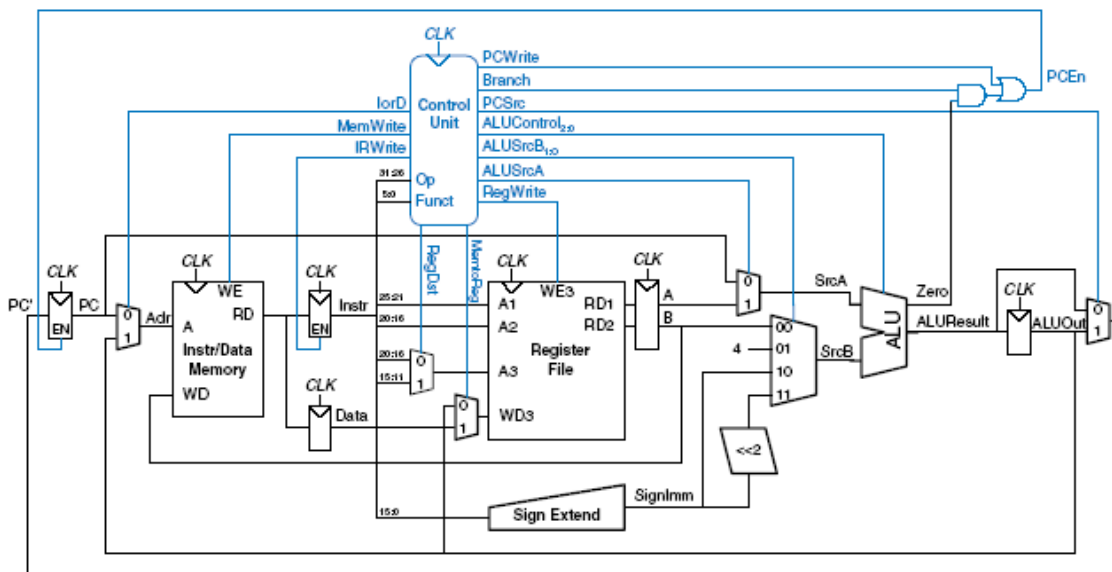 CLK
PCWrite
Branch
PCEn
IorD
Control
Unit
PCSrc
MemWrite
ALUControl2:0
IRWrite
ALUSrcB1:0
31:26
Op
ALUSrcA
5:0
Funct
RegWrite
RegDst
MemtoReg
CLK
CLK
CLK
CLK
CLK
CLK
PC'
PC
EN
0
1
Adr
WE
A
RD
Instr/Data
Memory
WD
EN
Instr
25:21
A1
WE3
RD1
A
0
1
SrcA
Zero
20:16
A2
RD2
B
00
ALU
ALUResult
ALUOut
0
1
20:16
0
15:11
1
A3
Register
File
4
01
SrcB
10
11
CLK
Data
0
1
WD3
<<2
SignImm
15:0
Sign Extend